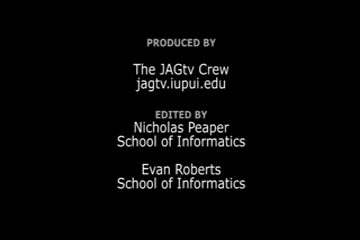 PRODUCED BY
The JAGtv Crew
jagtv.iupui.edu
EDITED BY
Nicholas Peaper
School of Informatics
Evan Roberts
School of Informatics